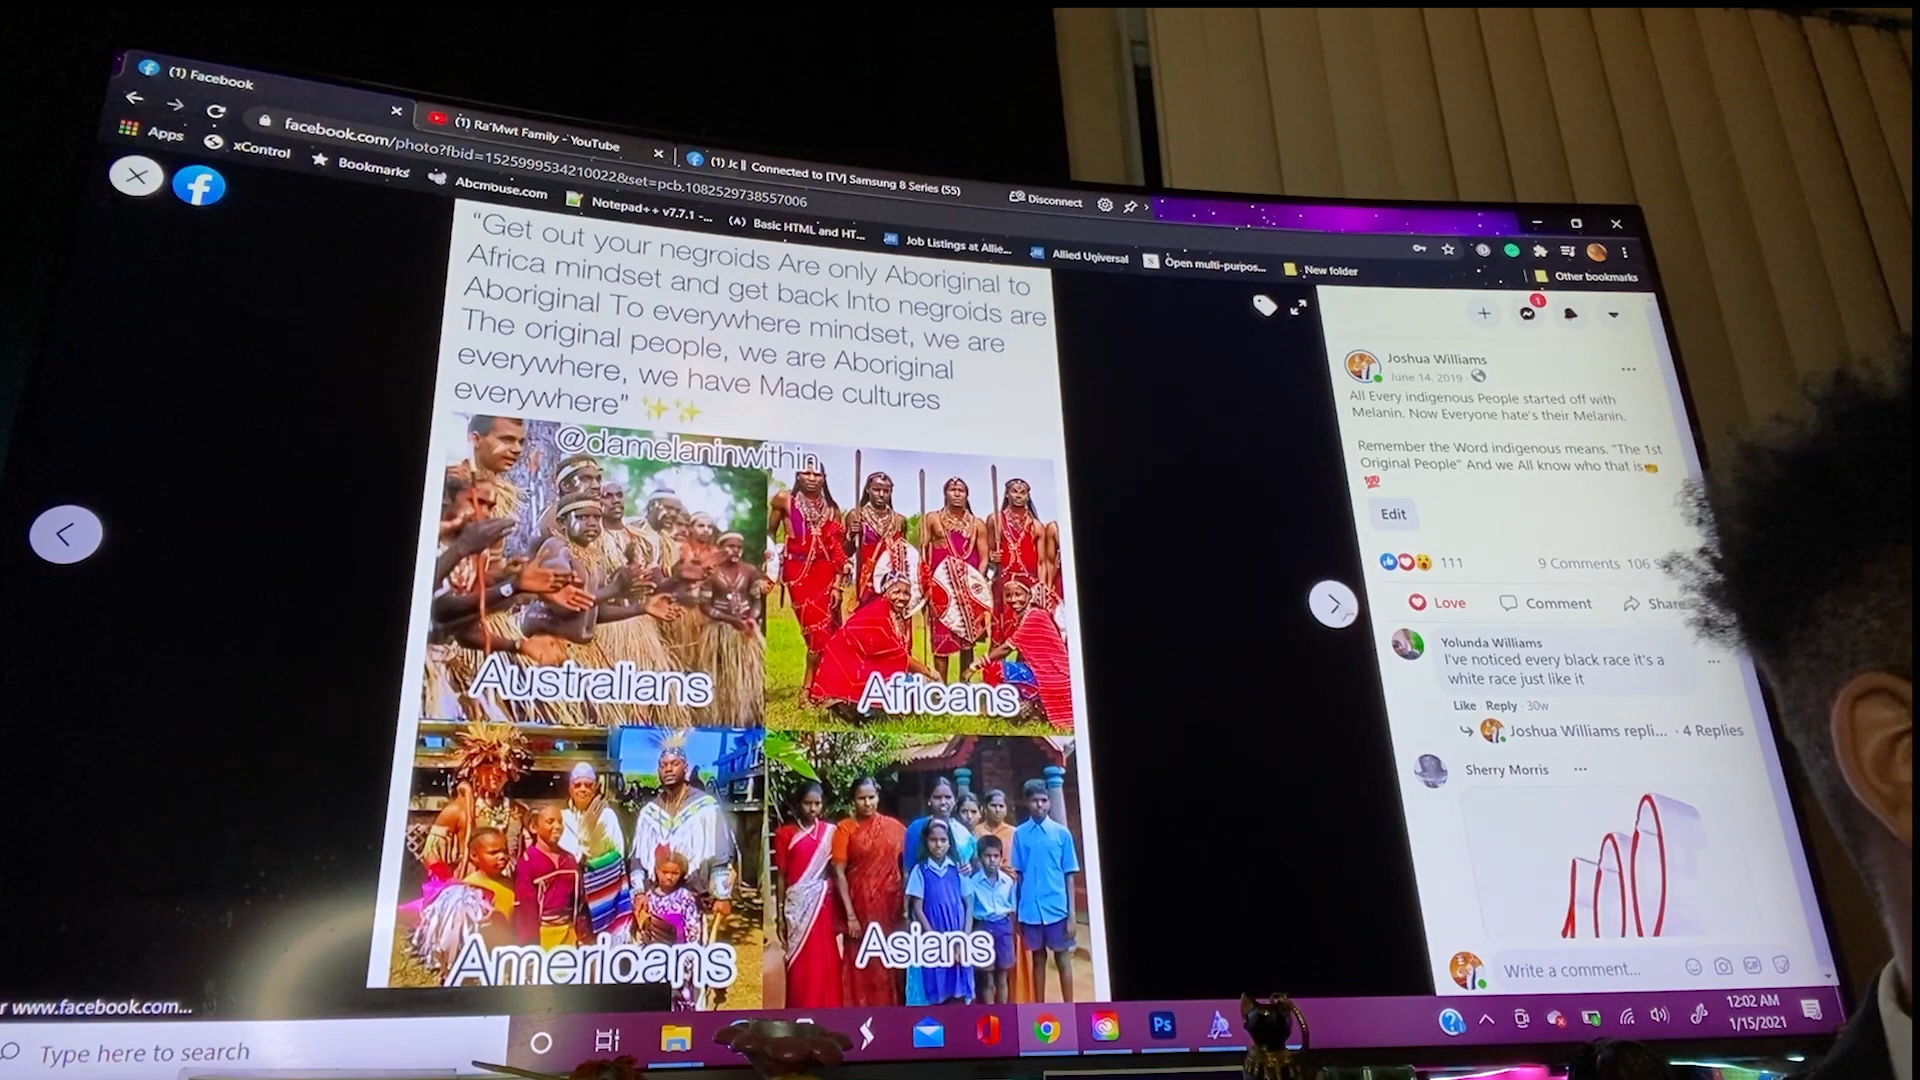 (1) Facebook
(1) Ra'Mwt Family - YouTube
(1) Jc || Connected to [TV] Samsung 8 Series (55)
Disconnect
facebook.com/photo?fbid=1525999534210022&set=pcb.1082529738557006
Apps
xControl
Bookmarks
Abcmouse.com
Notepad++ v7.7.1 -...
Basic HTML and HT...
Job Listings at Allie...
Allied Universal
Open multi-purpos...
New folder
Other bookmarks
"Get out your negroids Are only Aboriginal to
Africa mindset and get back Into negroids are
Aboriginal To everywhere mindset, we are
The original people, we are Aboriginal
everywhere, we have Made cultures
everywhere" ✨✨
@damelaninwithin
Australians
Africans
Americans
Asians
1
Joshua Williams
June 14, 2019
All Every indigenous People started off with
Melanin. Now Everyone hate's their Melanin.
Remember the Word indigenous means. "The 1st
Original People" And we All know who that is
💯
Edit
111
9 Comments 106
Love
Comment
Share
Yolunda Williams
I've noticed every black race it's a
white race just like it
Like · Reply · 30w
Joshua Williams repli... · 4 Replies
Sherry Morris
Write a comment...
GIF
r www.facebook.com...
Type here to search
Ps
12:02 AM
1/15/2021